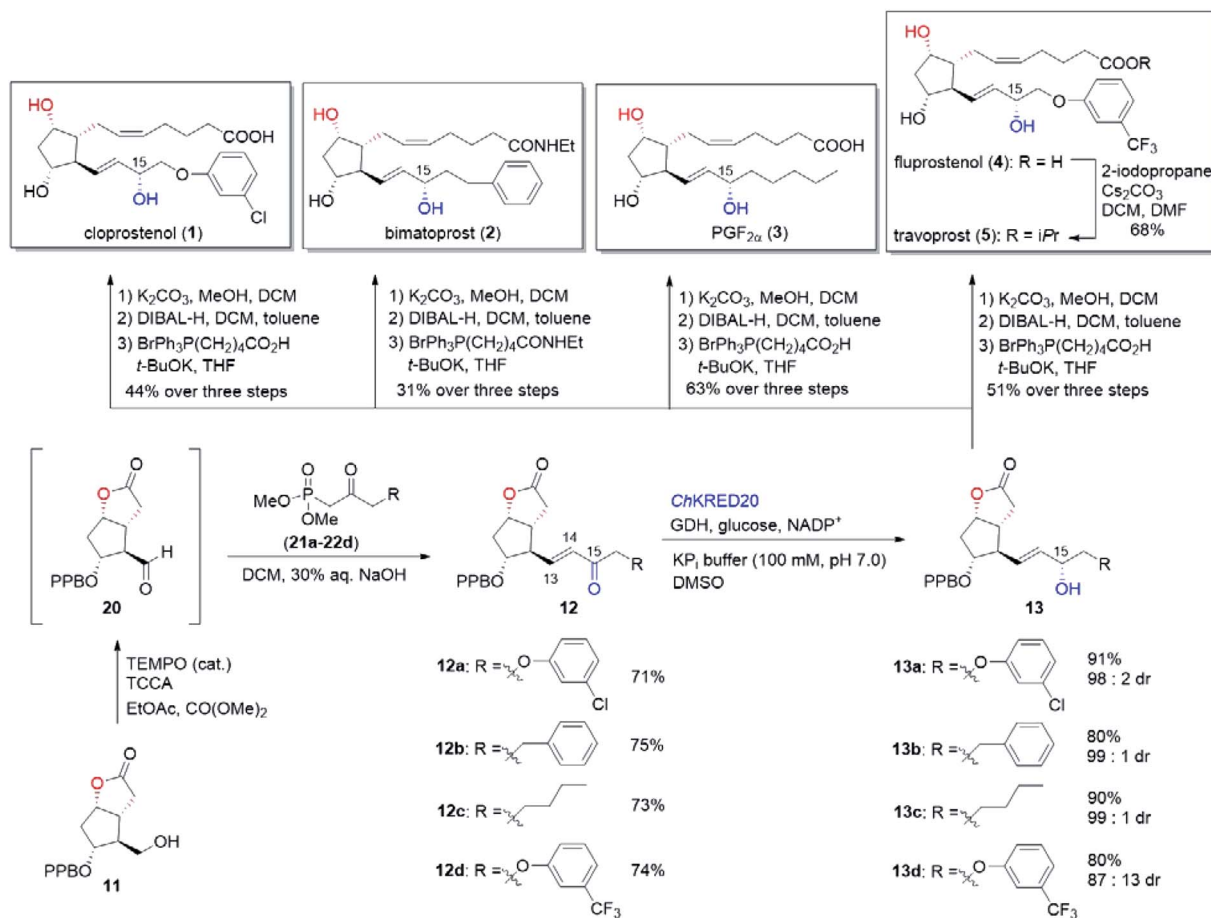 HO
COOH
15
O
HO
OH
Cl
cloprostenol (1)
HO
CONHEt
15
HO
OH
bimatoprost (2)
HO
COOH
15
HO
OH
PGF2α (3)
HO
COOR
15
O
HO
OH
CF3
fluprostenol (4): R = H
2-iodopropane
Cs2CO3
DCM, DMF
68%
travoprost (5): R = iPr
1) K2CO3, MeOH, DCM
2) DIBAL-H, DCM, toluene
3) BrPh3P(CH2)4CO2H
t-BuOK, THF
44% over three steps
1) K2CO3, MeOH, DCM
2) DIBAL-H, DCM, toluene
3) BrPh3P(CH2)4CONHEt
t-BuOK, THF
31% over three steps
1) K2CO3, MeOH, DCM
2) DIBAL-H, DCM, toluene
3) BrPh3P(CH2)4CO2H
t-BuOK, THF
63% over three steps
1) K2CO3, MeOH, DCM
2) DIBAL-H, DCM, toluene
3) BrPh3P(CH2)4CO2H
t-BuOK, THF
51% over three steps
O
O
H
PPBO
O
20
O O
MeO P R
OMe
(21a-22d)
DCM, 30% aq. NaOH
O
O
14
15
R
PPBO
13
O
12
ChKRED20
GDH, glucose, NADP+
KPi buffer (100 mM, pH 7.0)
DMSO
O
O
15
R
PPBO
OH
13
TEMPO (cat.)
TCCA
EtOAc, CO(OMe)2
O
O
OH
PPBO
11
12a: R = O
Cl
71%
12b: R =
75%
12c: R =
73%
12d: R = O
CF3
74%
13a: R = O
Cl
91%
98 : 2 dr
13b: R =
80%
99 : 1 dr
13c: R =
90%
99 : 1 dr
13d: R = O
CF3
80%
87 : 13 dr